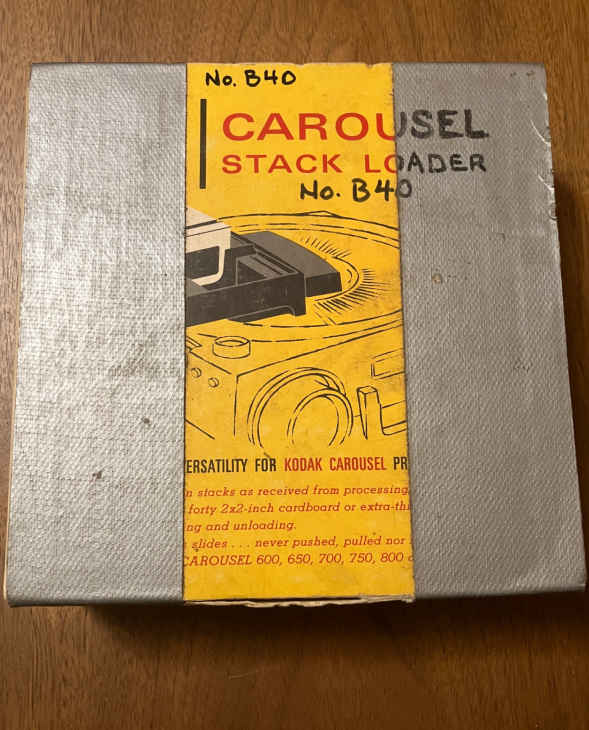 No. B40
CAROUSEL
STACK LOADER
No. B40
ERSATILITY FOR KODAK CAROUSEL PR
n stacks as received from processing,
forty 2x2-inch cardboard or extra-thi
ng and unloading.
slides . . . never pushed, pulled nor
CAROUSEL 600, 650, 700, 750, 800